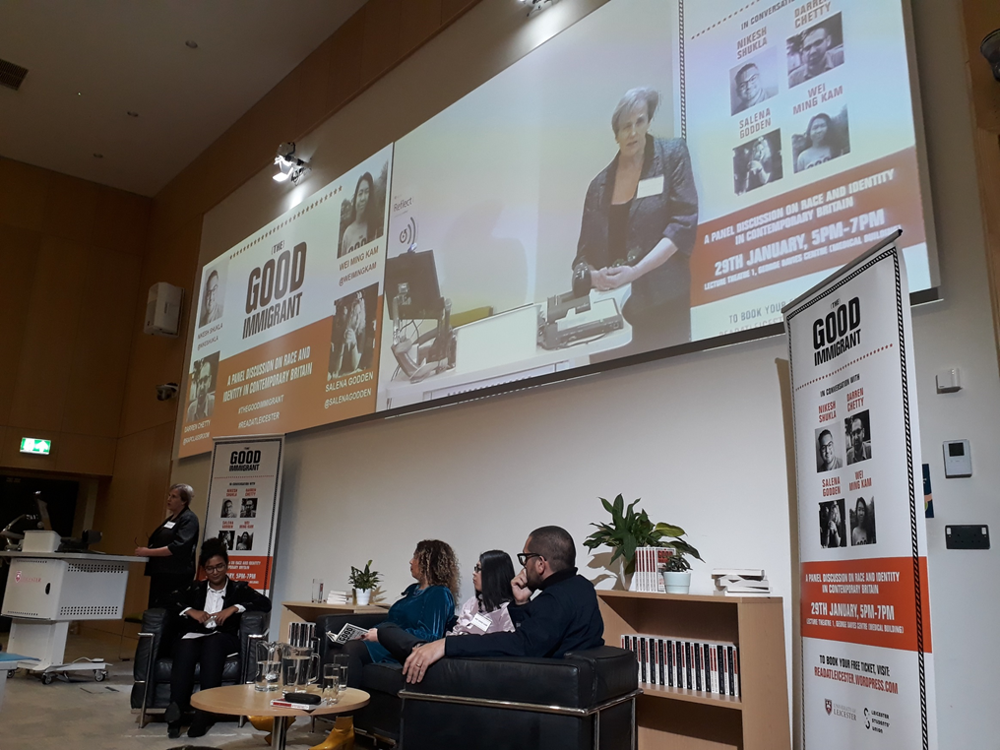 NIKESH SHUKLA
@NIKESHSHUKLA
DARREN CHETTY
(THE)
GOOD
IMMIGRANT
A PANEL DISCUSSION ON RACE AND
IDENTITY IN CONTEMPORARY BRITAIN
#THEGOODIMMIGRANT
@READATLEICESTER
WEI MING KAM
@WEIMINGKAM
SALENA GODDEN
@SALENAGODDEN
Reflect
IN CONVERSATION WITH
NIKESH
SHUKLA
DARREN
CHETTY
SALENA
GODDEN
WEI
MING KAM
A PANEL DISCUSSION ON RACE AND IDENTITY
IN CONTEMPORARY BRITAIN
29TH JANUARY, 5PM-7PM
LECTURE THEATRE 1, GEORGE DAVIES CENTRE (MEDICAL BUILDING)
TO BOOK YOUR
(THE)
GOOD
IMMIGRANT
IN CONVERSATION WITH
NIKESH
SHUKLA
DARREN
CHETTY
SALENA
GODDEN
WEI
MING KAM
29TH JANUARY, 5PM-7PM
LEICESTER
(THE)
GOOD
IMMIGRANT
IN CONVERSATION WITH
NIKESH
SHUKLA
DARREN
CHETTY
SALENA
GODDEN
WEI
MING KAM
A PANEL DISCUSSION ON RACE AND IDENTITY
IN CONTEMPORARY BRITAIN
29TH JANUARY, 5PM-7PM
LECTURE THEATRE 1, GEORGE DAVIES CENTRE (MEDICAL BUILDING)
TO BOOK YOUR FREE TICKET, VISIT:
READATLEICESTER.WORDPRESS.COM
UNIVERSITY OF
LEICESTER
LEICESTER
STUDENTS'
UNION